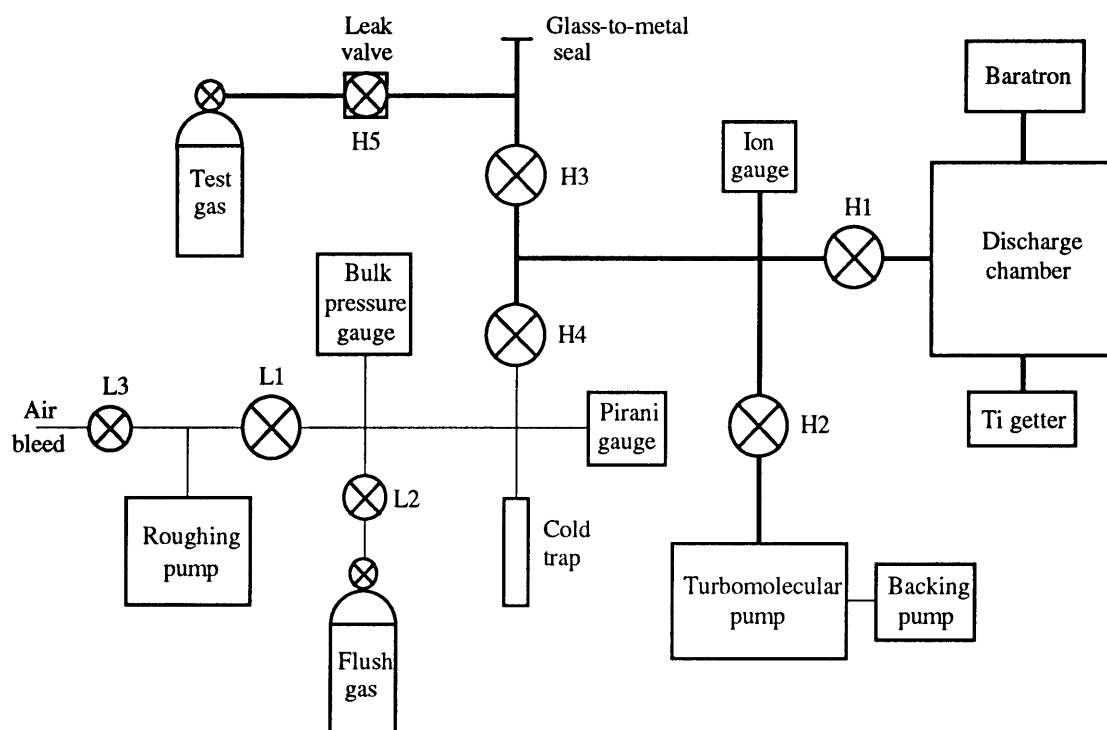 Leak
valve
Glass-to-metal
seal
Baratron
H5
Test
gas
H3
Ion
gauge
H1
Discharge
chamber
Bulk
pressure
gauge
H4
L3
L1
Air
bleed
Pirani
gauge
H2
Ti getter
L2
Roughing
pump
Cold
trap
Turbomolecular
pump
Backing
pump
Flush
gas